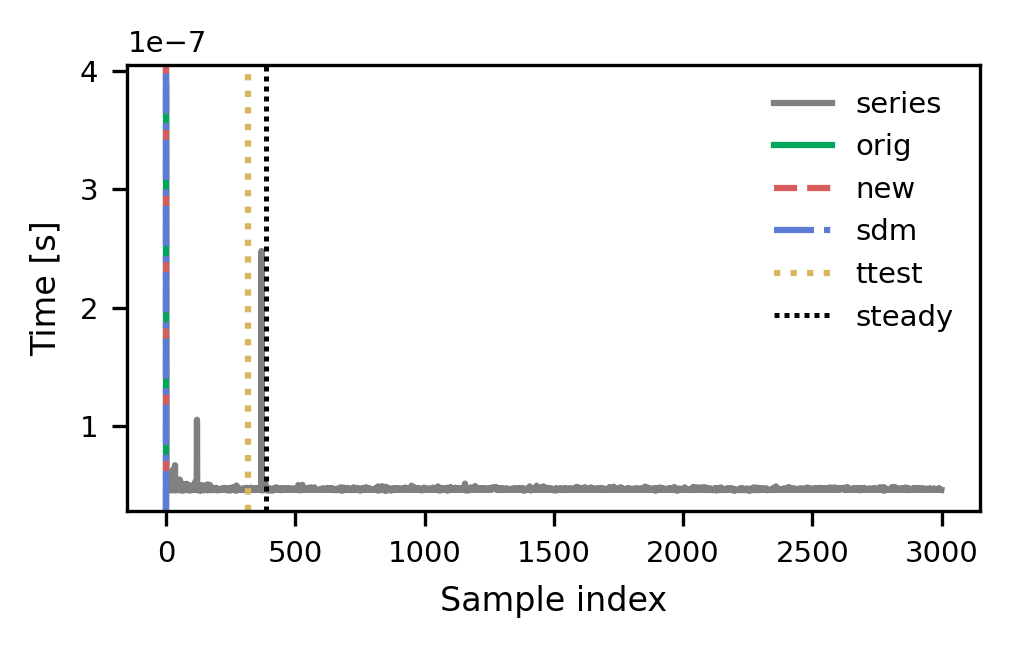 1e−7
4
3
2
1
Time [s]
series
orig
new
sdm
ttest
steady
0 500 1000 1500 2000 2500 3000
Sample index